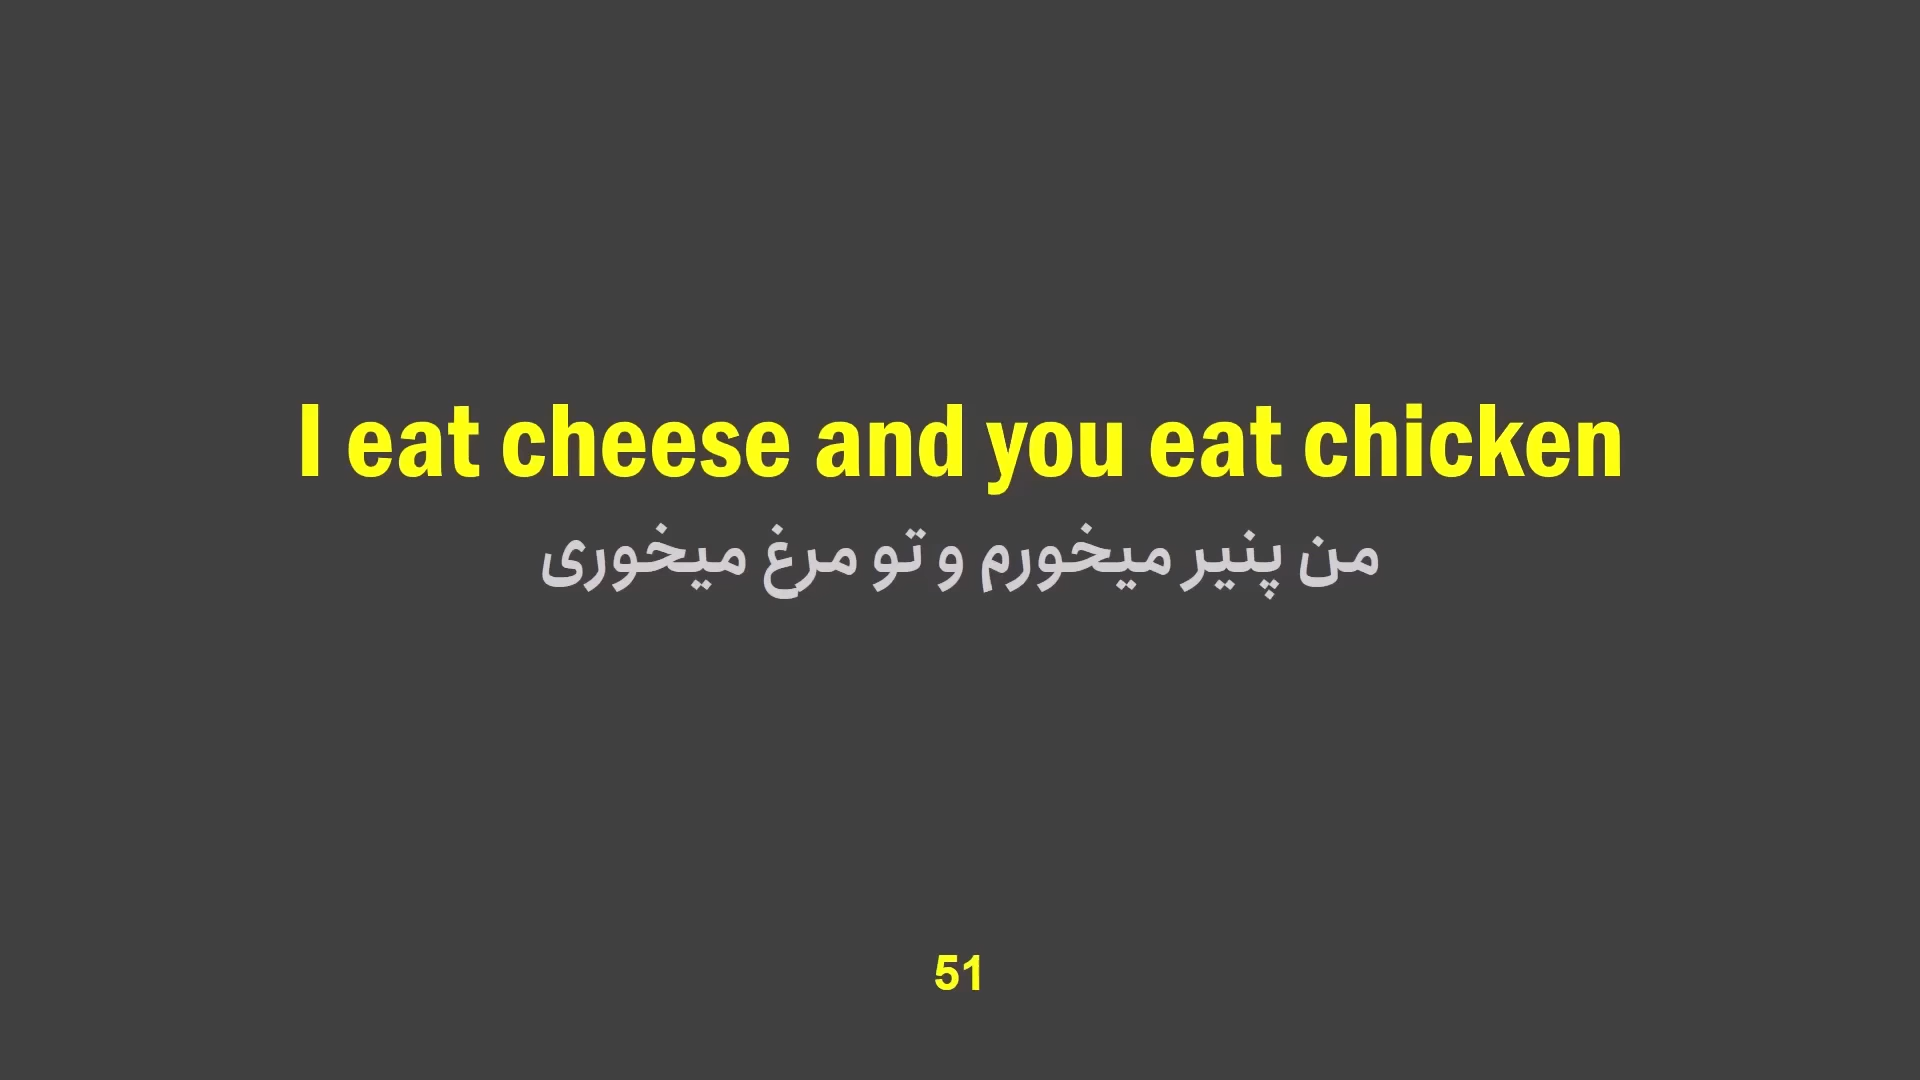 I eat cheese and you eat chicken
من پنیر میخورم و تو مرغ میخوری
51